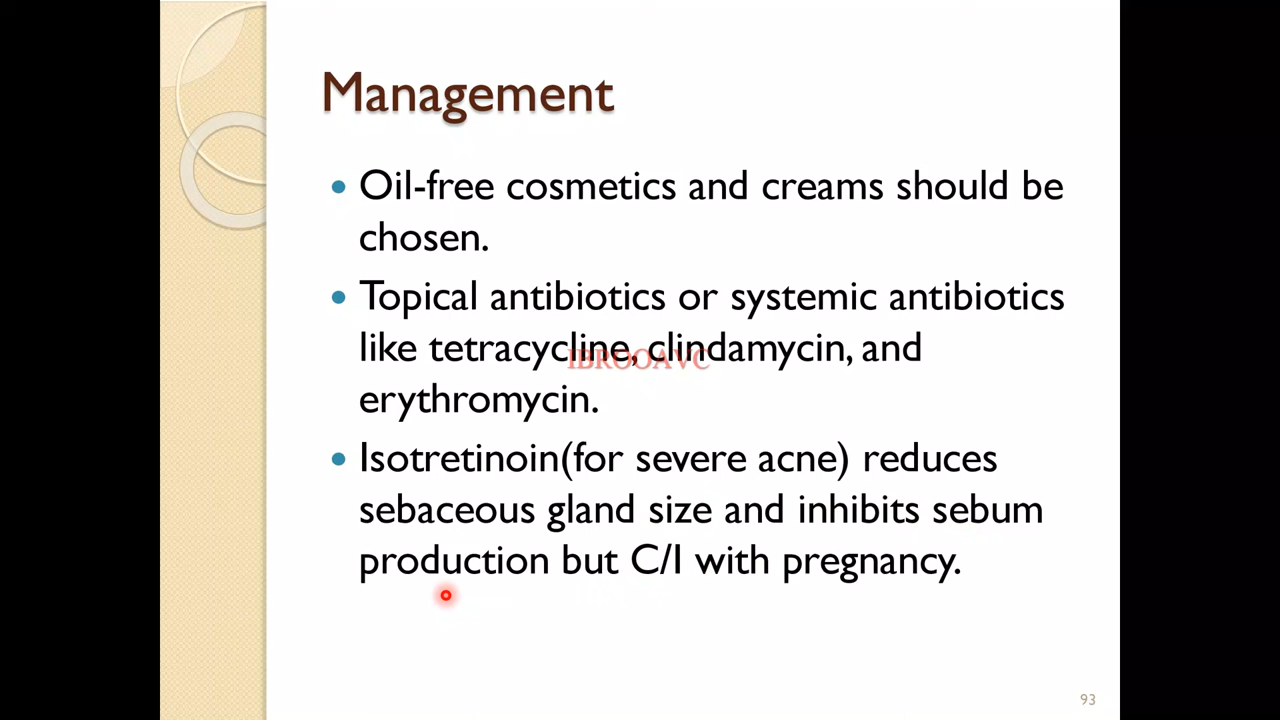 Management
• Oil-free cosmetics and creams should be
chosen.
• Topical antibiotics or systemic antibiotics
like tetracycline, clindamycin, and
IBROOAVC
erythromycin.
• Isotretinoin(for severe acne) reduces
sebaceous gland size and inhibits sebum
production but C/I with pregnancy.
93